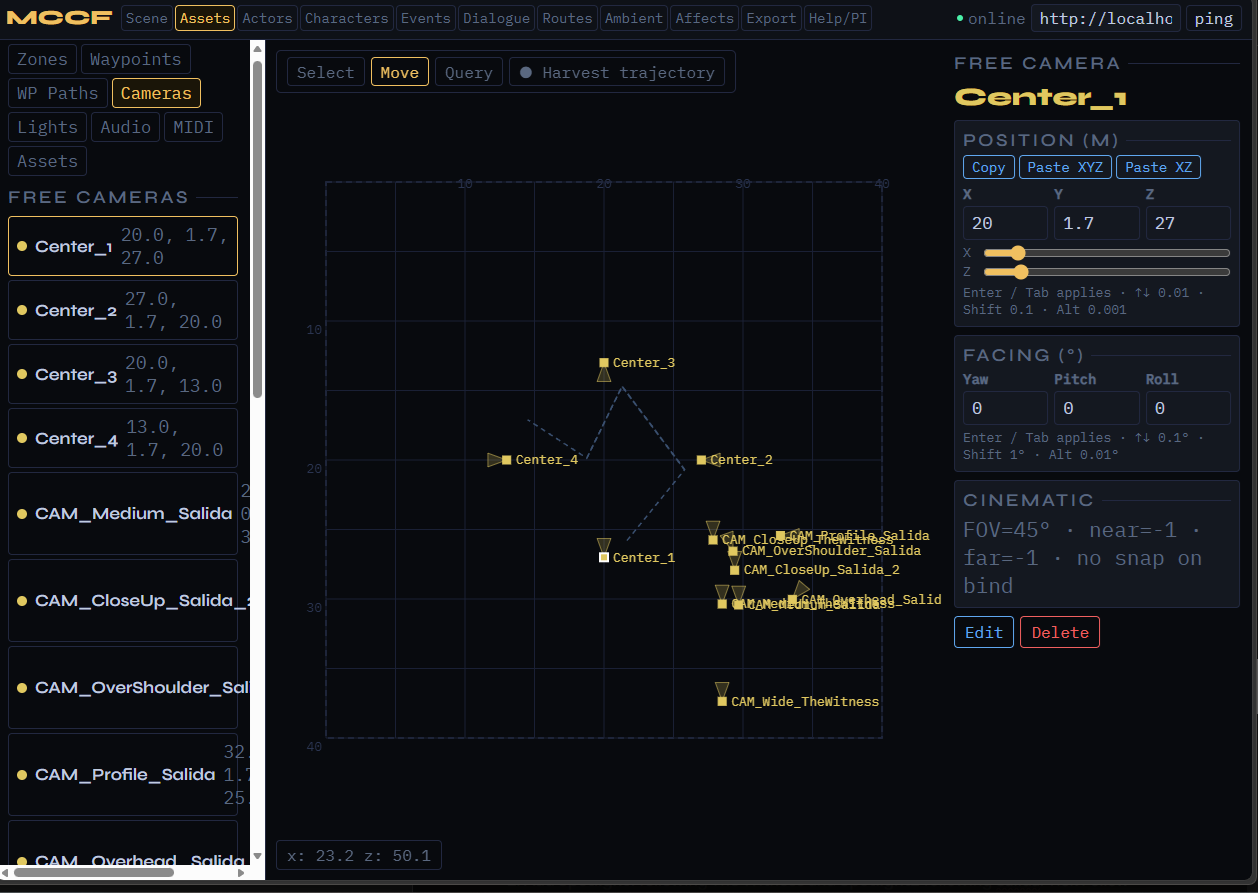 MCCF Scene Assets Actors Characters Events Dialogue Routes Ambient Affects Export Help/PI online http://localho ping
Zones Waypoints
WP Paths Cameras
Lights Audio MIDI
Assets
FREE CAMERAS
Center_1 20.0, 1.7, 27.0
Center_2 27.0, 1.7, 20.0
Center_3 20.0, 1.7, 13.0
Center_4 13.0, 1.7, 20.0
CAM_Medium_Salida
CAM_CloseUp_Salida_2
CAM_OverShoulder_Sal
CAM_Profile_Salida 32. 1.7 25.
CAM_Overhead_Salida
Select Move Query Harvest trajectory
10 20 30 40
10
20
30
40
Center_3
Center_4
Center_2
CAM_Profile_Salida
CAM_CloseUp_TheWitness
CAM_OverShoulder_Salida
Center_1
CAM_CloseUp_Salida_2
CAM_Overhead_Salid
CAM_Medium_Salida
CAM_Wide_TheWitness
x: 23.2 z: 50.1
FREE CAMERA
Center_1
POSITION (M)
Copy Paste XYZ Paste XZ
X Y Z
20 1.7 27
X
Z
Enter / Tab applies · ↑↓ 0.01 ·
Shift 0.1 · Alt 0.001
FACING (°)
Yaw Pitch Roll
0 0 0
Enter / Tab applies · ↑↓ 0.1° ·
Shift 1° · Alt 0.01°
CINEMATIC
FOV=45° · near=-1 ·
far=-1 · no snap on
bind
Edit Delete